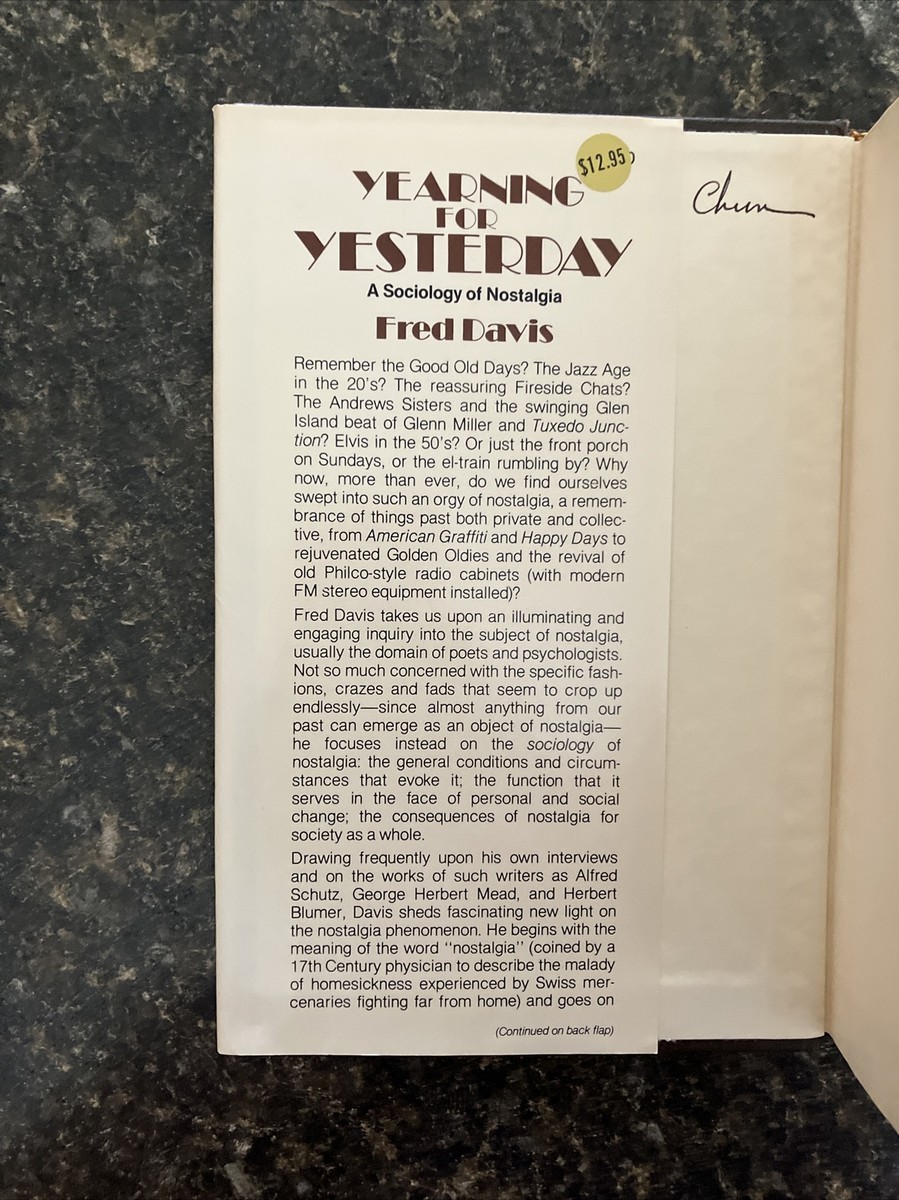 $12.95
YEARNING
FOR
YESTERDAY
A Sociology of Nostalgia
Fred Davis
Remember the Good Old Days? The Jazz Age
in the 20's? The reassuring Fireside Chats?
The Andrews Sisters and the swinging Glen
Island beat of Glenn Miller and Tuxedo Junc-
tion? Elvis in the 50's? Or just the front porch
on Sundays, or the el-train rumbling by? Why
now, more than ever, do we find ourselves
swept into such an orgy of nostalgia, a remem-
brance of things past both private and collec-
tive, from American Graffiti and Happy Days to
rejuvenated Golden Oldies and the revival of
old Philco-style radio cabinets (with modern
FM stereo equipment installed)?
Fred Davis takes us upon an illuminating and
engaging inquiry into the subject of nostalgia,
usually the domain of poets and psychologists.
Not so much concerned with the specific fash-
ions, crazes and fads that seem to crop up
endlessly—since almost anything from our
past can emerge as an object of nostalgia—
he focuses instead on the sociology of
nostalgia: the general conditions and circum-
stances that evoke it; the function that it
serves in the face of personal and social
change; the consequences of nostalgia for
society as a whole.
Drawing frequently upon his own interviews
and on the works of such writers as Alfred
Schutz, George Herbert Mead, and Herbert
Blumer, Davis sheds fascinating new light on
the nostalgia phenomenon. He begins with the
meaning of the word "nostalgia" (coined by a
17th Century physician to describe the malady
of homesickness experienced by Swiss mer-
cenaries fighting far from home) and goes on
(Continued on back flap)